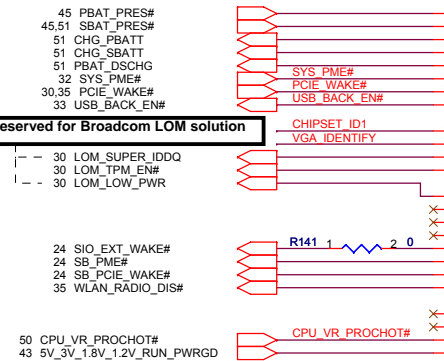 45 PBAT_PRES#
45,51 SBAT_PRES#
51 CHG_PBATT
51 CHG_SBATT
51 PBAT_DSCHG
32 SYS_PME# SYS_PME#
30,35 PCIE_WAKE# PCIE_WAKE#
33 USB_BACK_EN# USB_BACK_EN#
eserved for Broadcom LOM solution CHIPSET_ID1
VGA_IDENTIFY
30 LOM_SUPER_IDDQ
30 LOM_TPM_EN#
30 LOM_LOW_PWR
24 SIO_EXT_WAKE# R141 1 2 0
24 SB_PME#
24 SB_PCIE_WAKE#
35 WLAN_RADIO_DIS#
50 CPU_VR_PROCHOT# CPU_VR_PROCHOT#
43 5V_3V_1.8V_1.2V_RUN_PWRGD